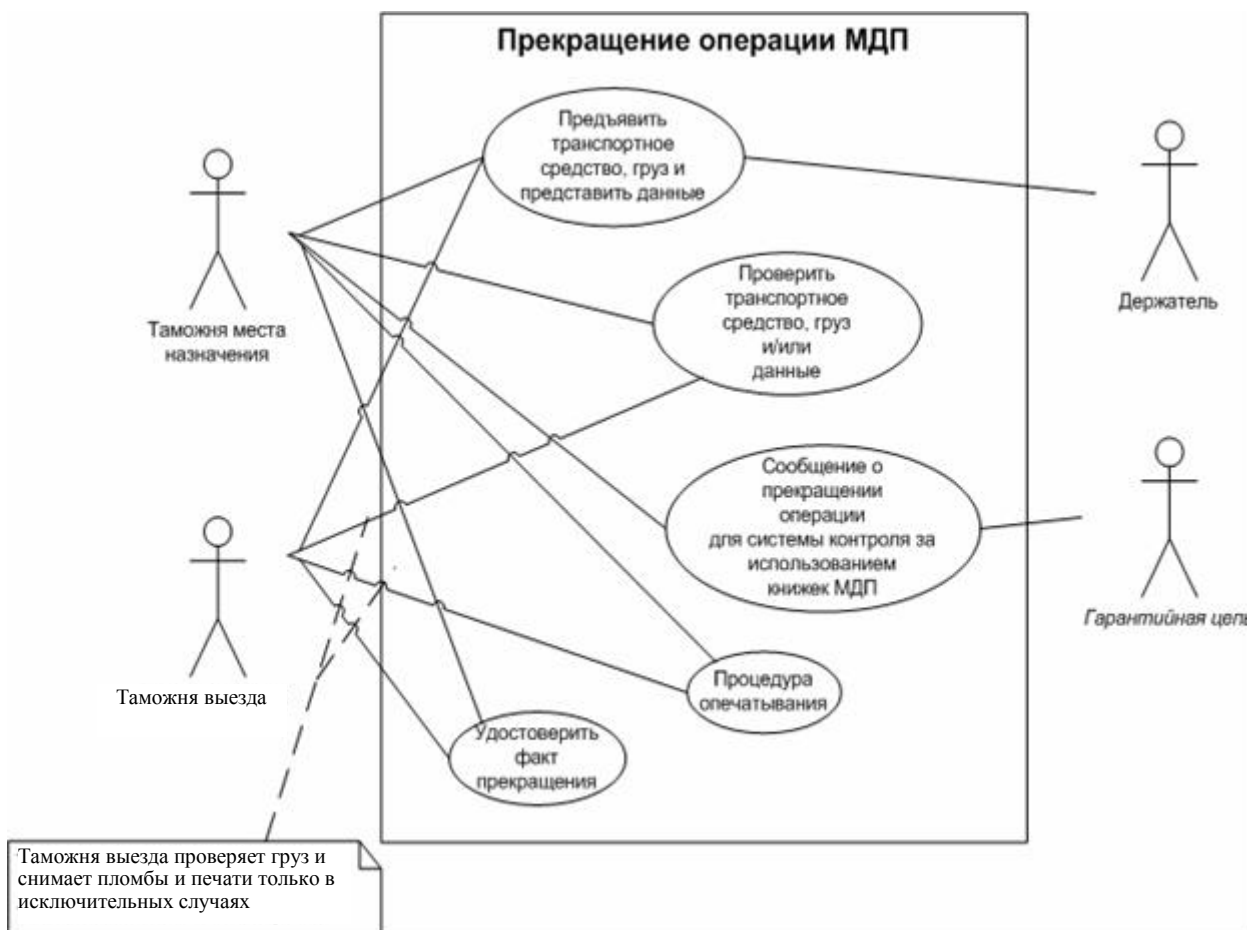 Прекращение операции МДП
Предъявить
транспортное
средство, груз и
представить данные
Таможня места
назначения
Проверить
транспортное
средство, груз
и/или
данные
Держатель
Сообщение о
прекращении
операции
для системы контроля за
использованием
книжек МДП
Гарантийная цепь
Таможня выезда
Процедура
опечатывания
Удостоверить
факт
прекращения
Таможня выезда проверяет груз и
снимает пломбы и печати только в
исключительных случаях